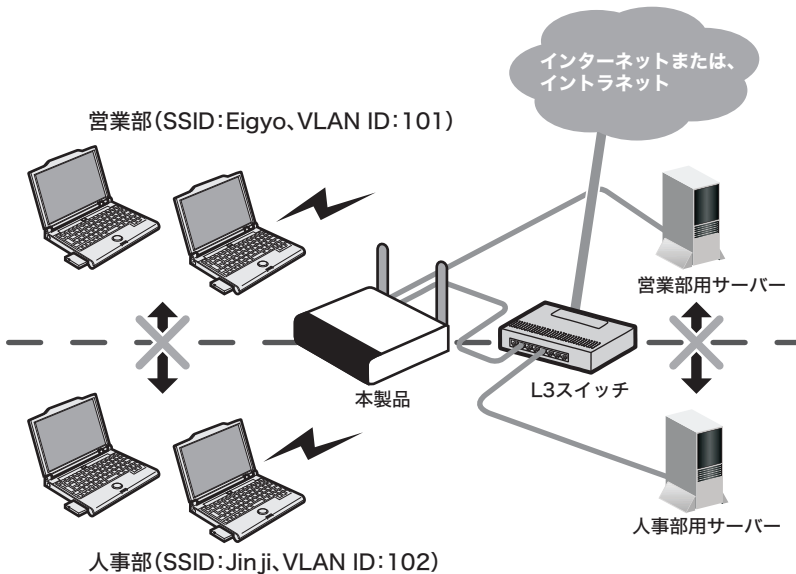 インターネットまたは、
イントラネット
営業部(SSID:Eigyo、VLAN ID:101)
営業部用サーバー
本製品
L3スイッチ
人事部用サーバー
人事部(SSID:Jinji、VLAN ID:102)